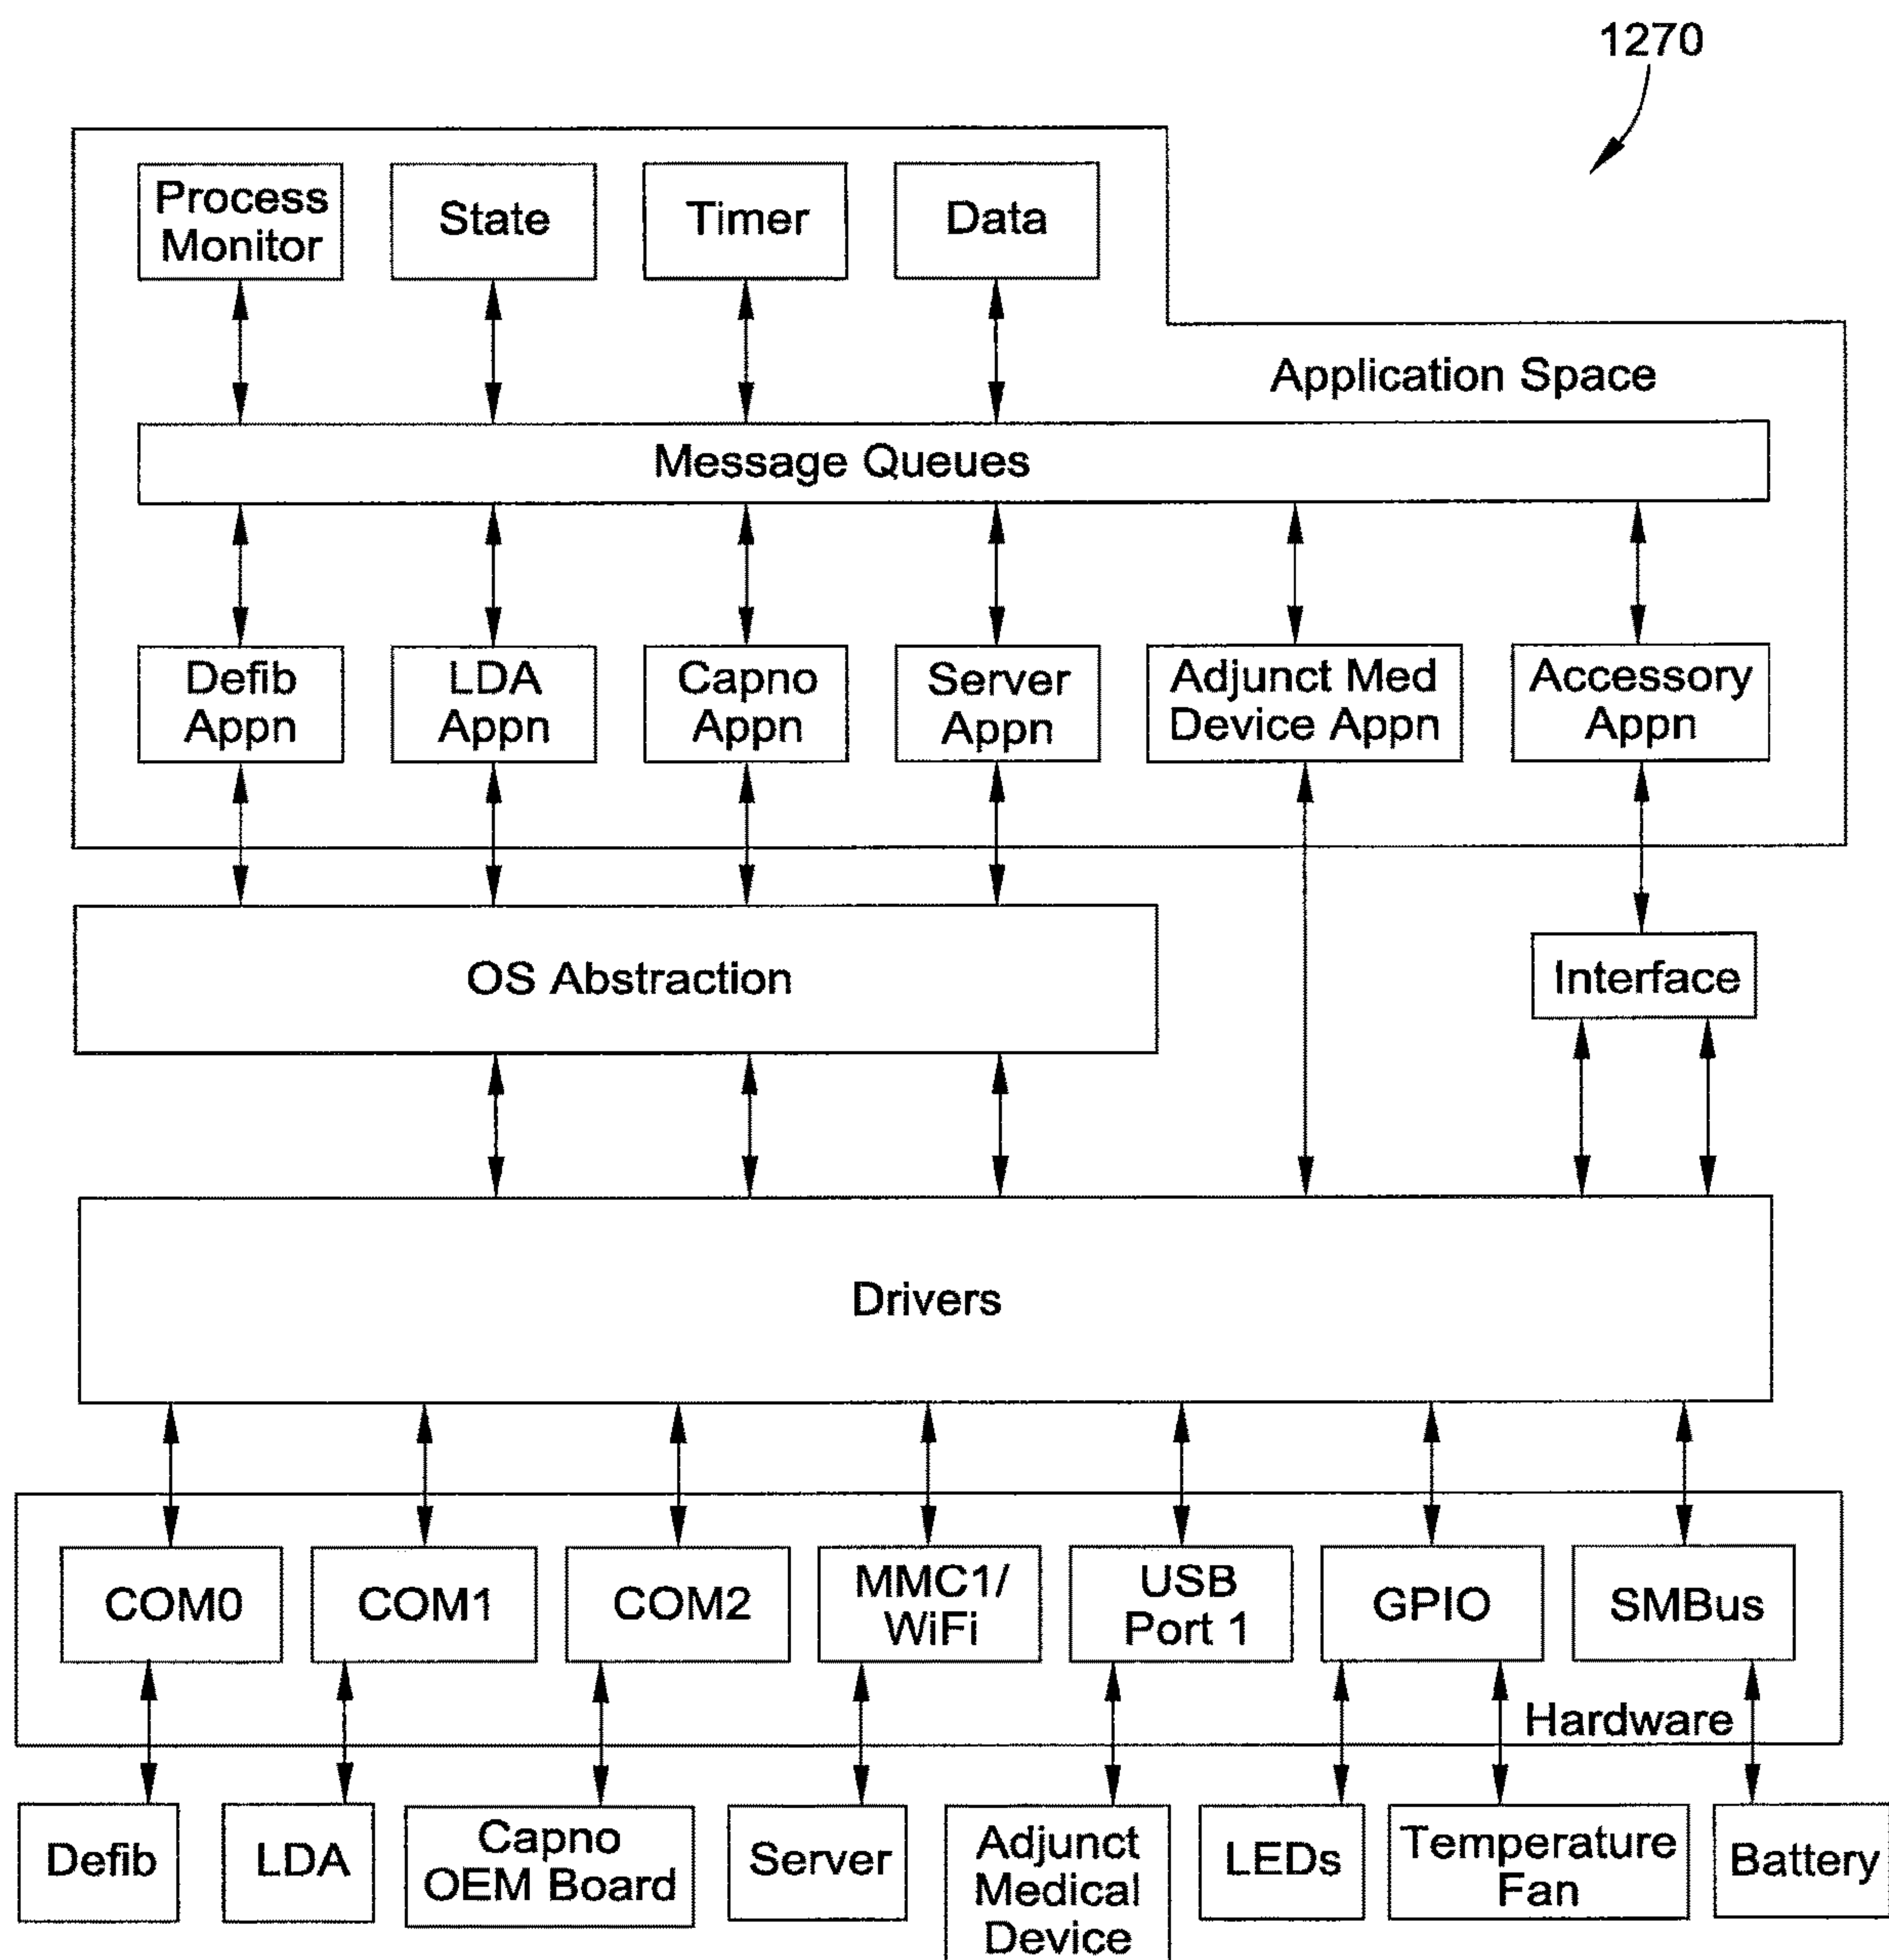 1270
Process
Monitor
State
Timer
Data
Application Space
Message Queues
Defib
Appn
LDA
Appn
Capno
Appn
Server
Appn
Adjunct Med
Device Appn
Accessory
Appn
OS Abstraction
Interface
Drivers
COM0
COM1
COM2
MMC1/
WiFi
USB
Port 1
GPIO
SMBus
Hardware
Defib
LDA
Capno
OEM Board
Server
Adjunct
Medical
Device
LEDs
Temperature
Fan
Battery